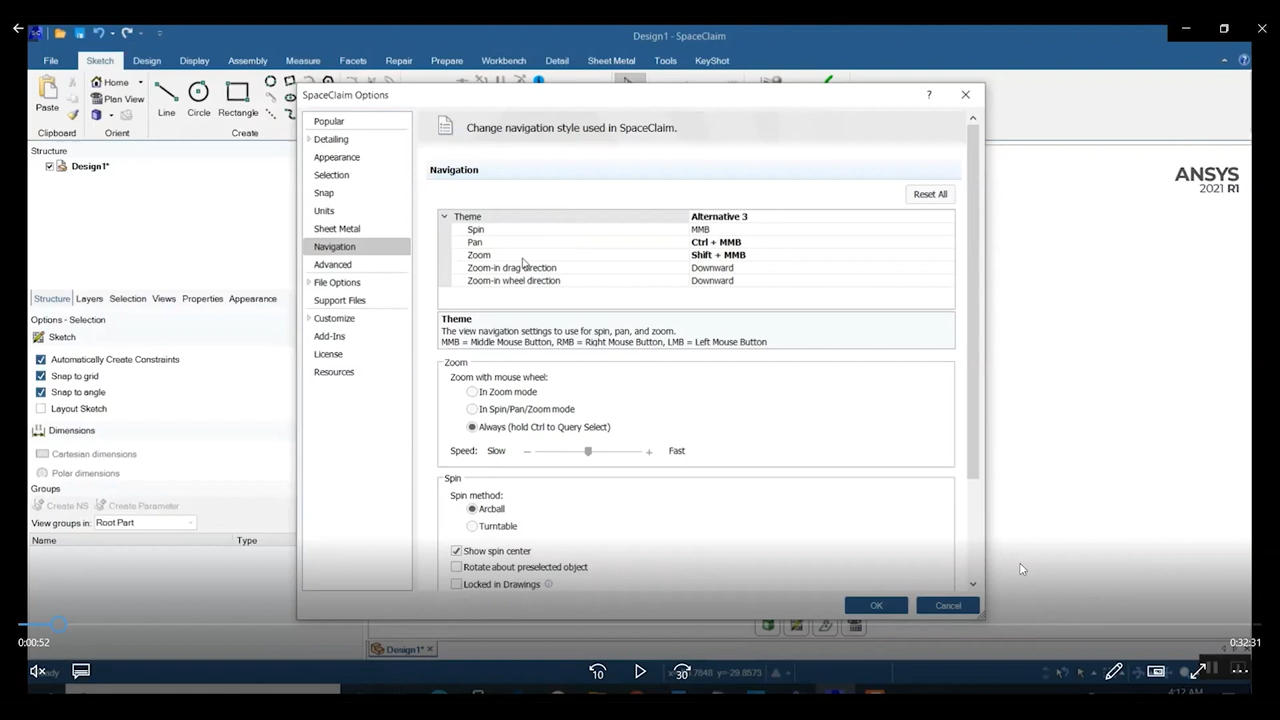 Design1 - SpaceClaim
File Sketch Design Display Assembly Measure Facets Repair Prepare Workbench Detail Sheet Metal Tools KeyShot
Paste
Home
Plan View
Line Circle Rectangle
Clipboard Orient Create
Structure
Design1*
ANSYS
2021 R1
SpaceClaim Options
?
Popular
Detailing
Appearance
Selection
Snap
Units
Sheet Metal
Navigation
Advanced
File Options
Support Files
Customize
Add-Ins
License
Resources
Change navigation style used in SpaceClaim.
Navigation
Reset All
Theme Alternative 3
Spin MMB
Pan Ctrl + MMB
Zoom Shift + MMB
Zoom-in drag direction Downward
Zoom-in wheel direction Downward
Theme
The view navigation settings to use for spin, pan, and zoom.
MMB = Middle Mouse Button, RMB = Right Mouse Button, LMB = Left Mouse Button
Zoom
Zoom with mouse wheel:
In Zoom mode
In Spin/Pan/Zoom mode
Always (hold Ctrl to Query Select)
Speed: Slow Fast
Spin
Spin method:
Arcball
Turntable
Show spin center
Rotate about preselected object
Locked in Drawings
OK Cancel
Structure Layers Selection Views Properties Appearance
Options - Selection
Sketch
Automatically Create Constraints
Snap to grid
Snap to angle
Layout Sketch
Dimensions
Cartesian dimensions
Polar dimensions
Groups
Create NS Create Parameter
View groups in: Root Part
Name Type
Design1*
0:00:52 0:32:31
10 30
y=-29.8573
4:12 AM